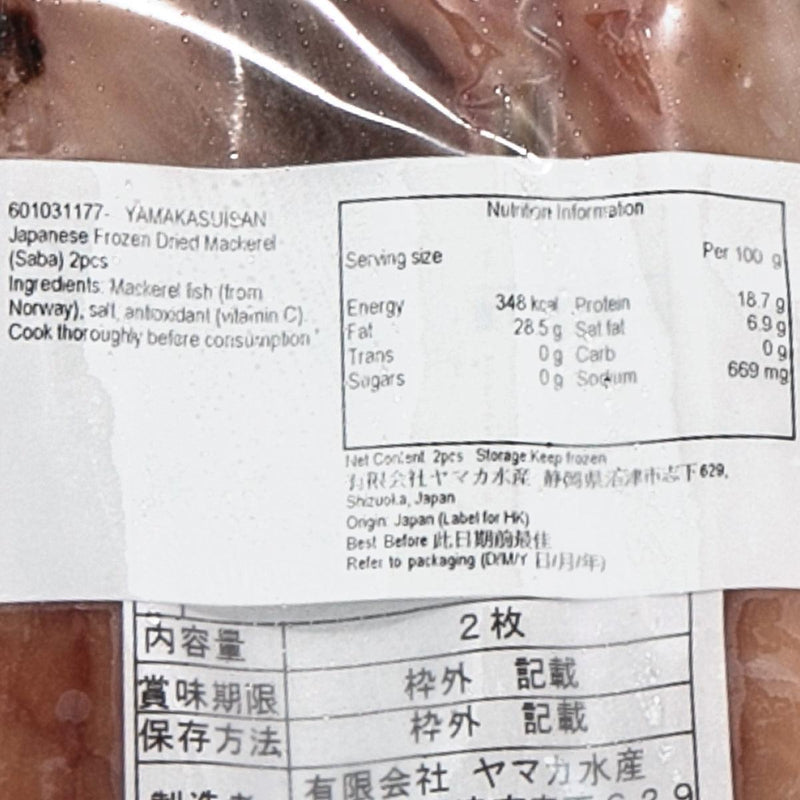 601031177- YAMAKASUISAN
Japanese Frozen Dried Mackerel
(Saba) 2pcs
Ingredients: Mackerel fish (from
Norway), salt, antioxidant (vitamin C).
Cook thoroughly before consumption
Nutrition Information
Serving size Per 100 g
Energy 348 kcal Protein 18.7 g
Fat 28.5 g Sat fat 6.9 g
Trans 0 g Carb 0 g
Sugars 0 g Sodium 669 mg
Net Content 2pcs Storage:Keep frozen
有限会社ヤマカ水産 静岡県沼津市志下629,
Shizuoka, Japan
Origin: Japan (Label for HK)
Best Before 此日期前最佳
Refer to packaging (D/M/Y 日/月/年)
内容量 2枚
賞味期限 枠外 記載
保存方法 枠外 記載
製造者 有限会社 ヤマカ水産